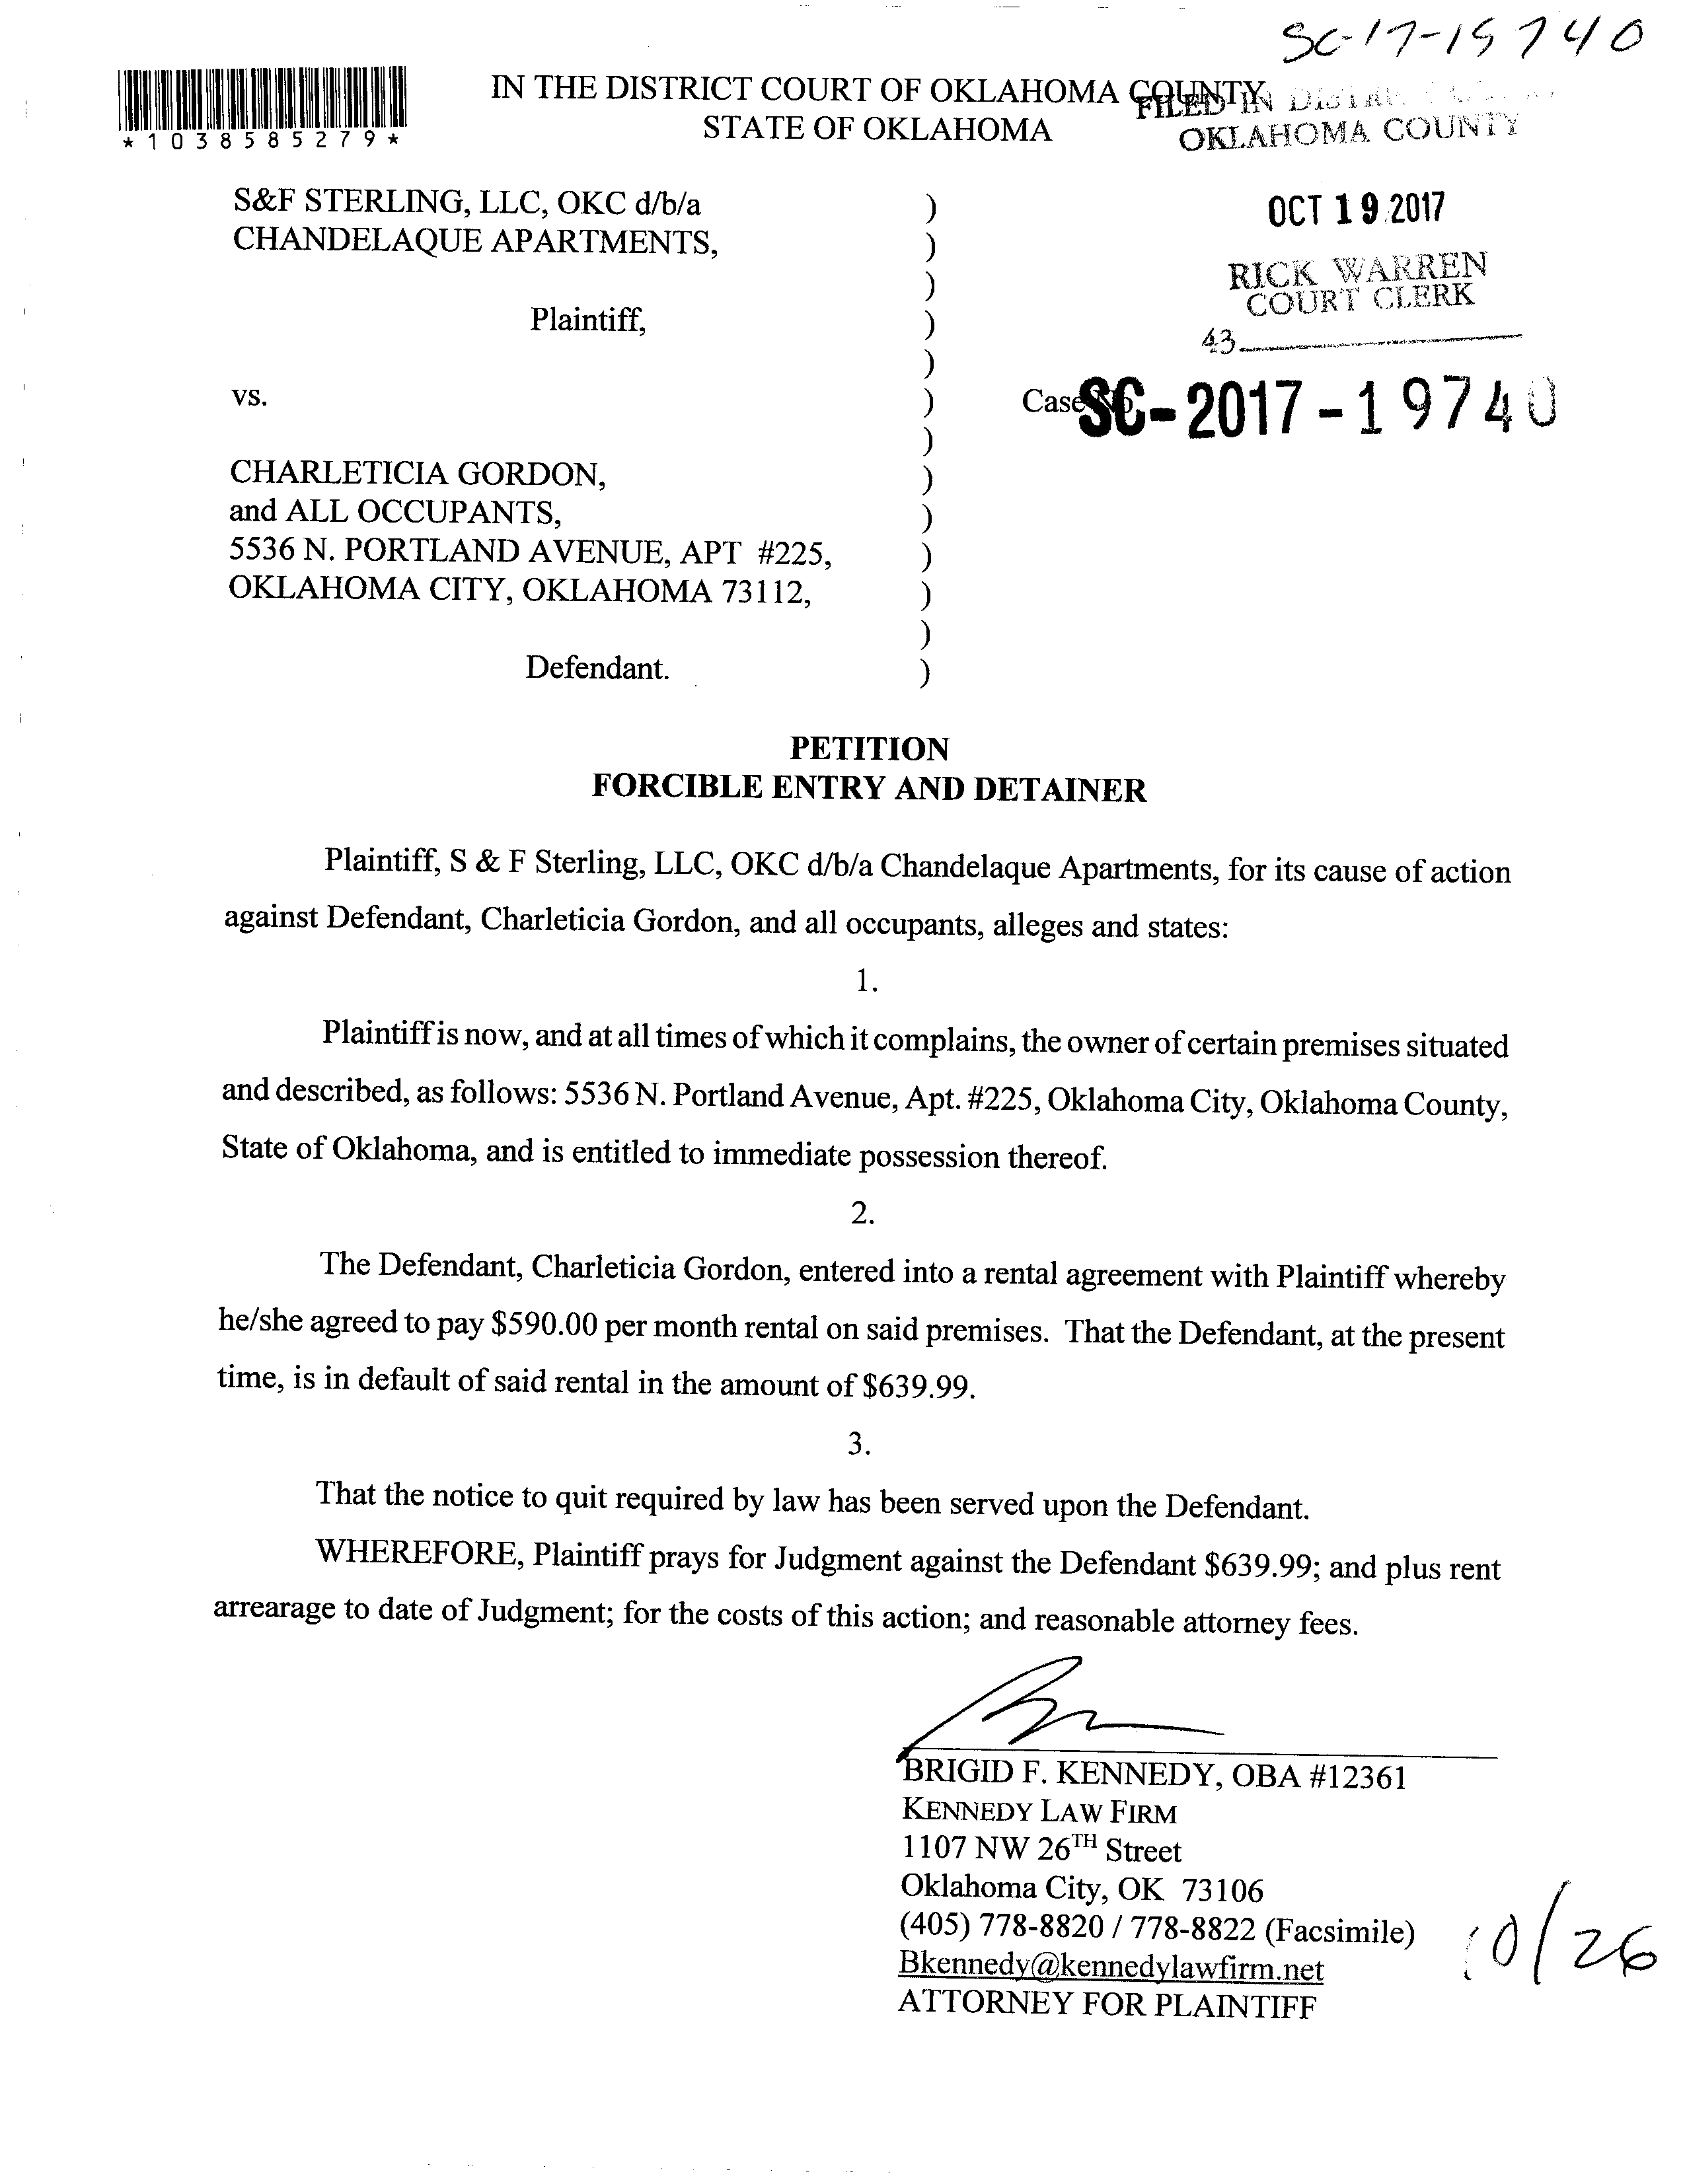 SC-17-19740
IN THE DISTRICT COURT OF OKLAHOMA COUNTY
STATE OF OKLAHOMA
*1038585279*
FILED IN
OKLAHOMA COUNTY
OCT 19 2017
RICK WARREN
COURT CLERK
43
S&F STERLING, LLC, OKC d/b/a )
CHANDELAQUE APARTMENTS, )
)
Plaintiff, )
)
vs. ) Case No.
SC-2017-19740
)
CHARLETICIA GORDON, )
and ALL OCCUPANTS, )
5536 N. PORTLAND AVENUE, APT #225, )
OKLAHOMA CITY, OKLAHOMA 73112, )
)
Defendant. )
PETITION
FORCIBLE ENTRY AND DETAINER
Plaintiff, S & F Sterling, LLC, OKC d/b/a Chandelaque Apartments, for its cause of action
against Defendant, Charleticia Gordon, and all occupants, alleges and states:
1.
Plaintiff is now, and at all times of which it complains, the owner of certain premises situated
and described, as follows: 5536 N. Portland Avenue, Apt. #225, Oklahoma City, Oklahoma County,
State of Oklahoma, and is entitled to immediate possession thereof.
2.
The Defendant, Charleticia Gordon, entered into a rental agreement with Plaintiff whereby
he/she agreed to pay $590.00 per month rental on said premises. That the Defendant, at the present
time, is in default of said rental in the amount of $639.99.
3.
That the notice to quit required by law has been served upon the Defendant.
WHEREFORE, Plaintiff prays for Judgment against the Defendant $639.99; and plus rent
arrearage to date of Judgment; for the costs of this action; and reasonable attorney fees.
BRIGID F. KENNEDY, OBA #12361
KENNEDY LAW FIRM
1107 NW 26TH Street
Oklahoma City, OK 73106
(405) 778-8820 / 778-8822 (Facsimile)
Bkennedy@kennedylawfirm.net
ATTORNEY FOR PLAINTIFF
10/26